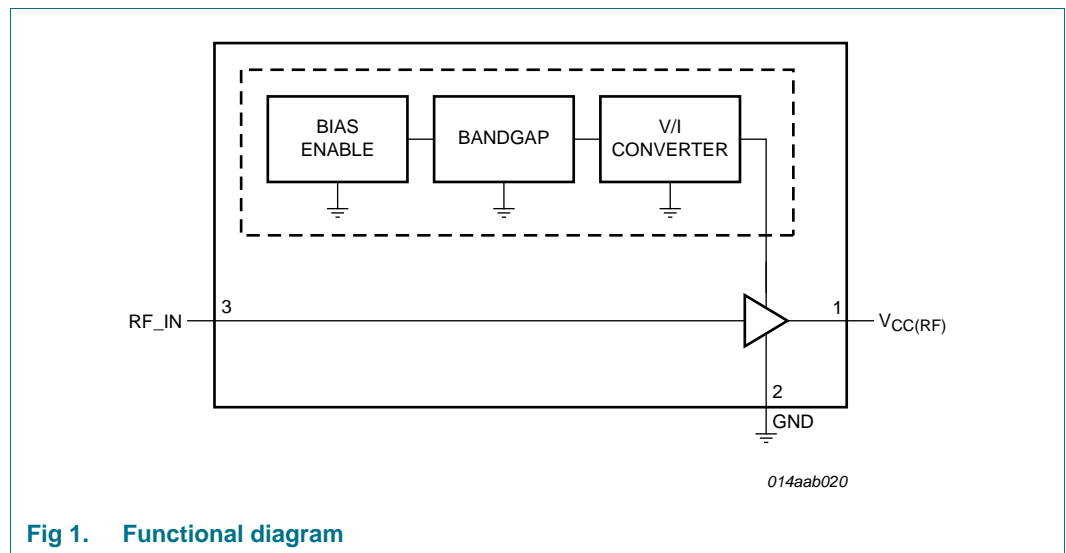 BIAS
ENABLE
BANDGAP
V/I
CONVERTER
RF_IN
3
1
VCC(RF)
2
GND
014aab020
Fig 1. Functional diagram